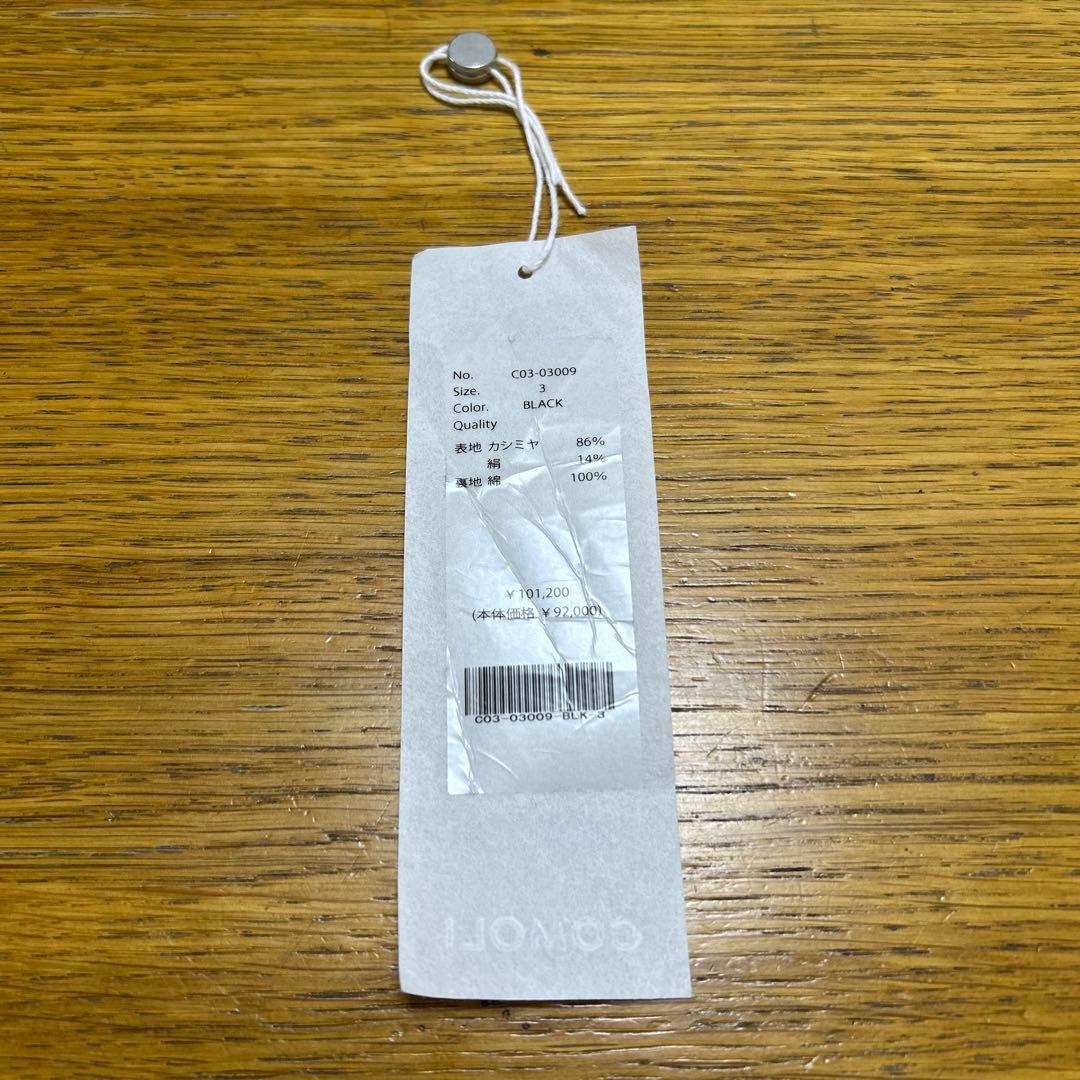 No. C03-03009
Size. 3
Color. BLACK
Quality
表地 カシミヤ 86%
絹 14%
裏地 綿 100%
￥101,200
(本体価格 ￥92,000)
C03-03009-BLK-3
COMOLI